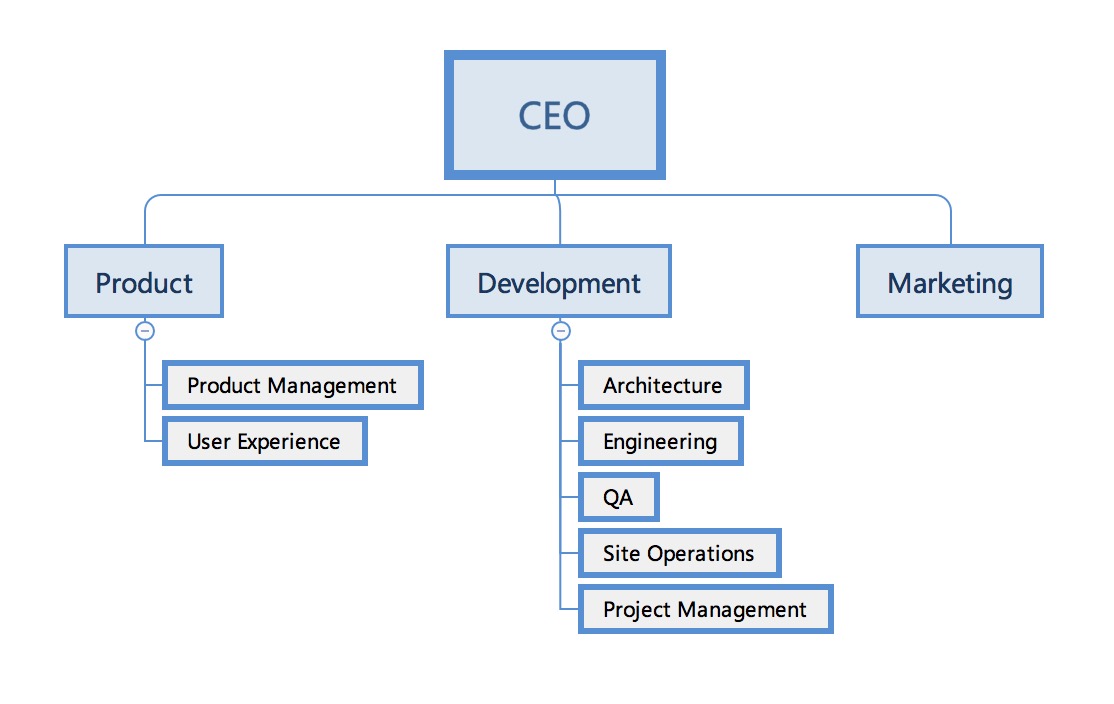 CEO
Product
Development
Marketing
Product Management
User Experience
Architecture
Engineering
QA
Site Operations
Project Management